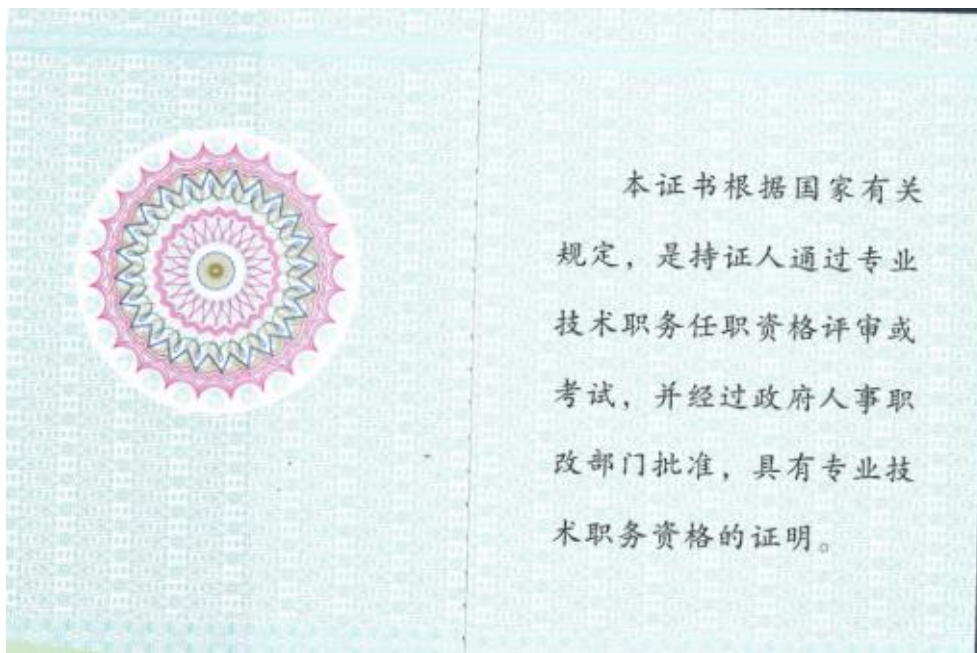 本证书根据国家有关
规定，是持证人通过专业
技术职务任职资格评审或
考试，并经过政府人事职
改部门批准，具有专业技
术职务资格的证明。